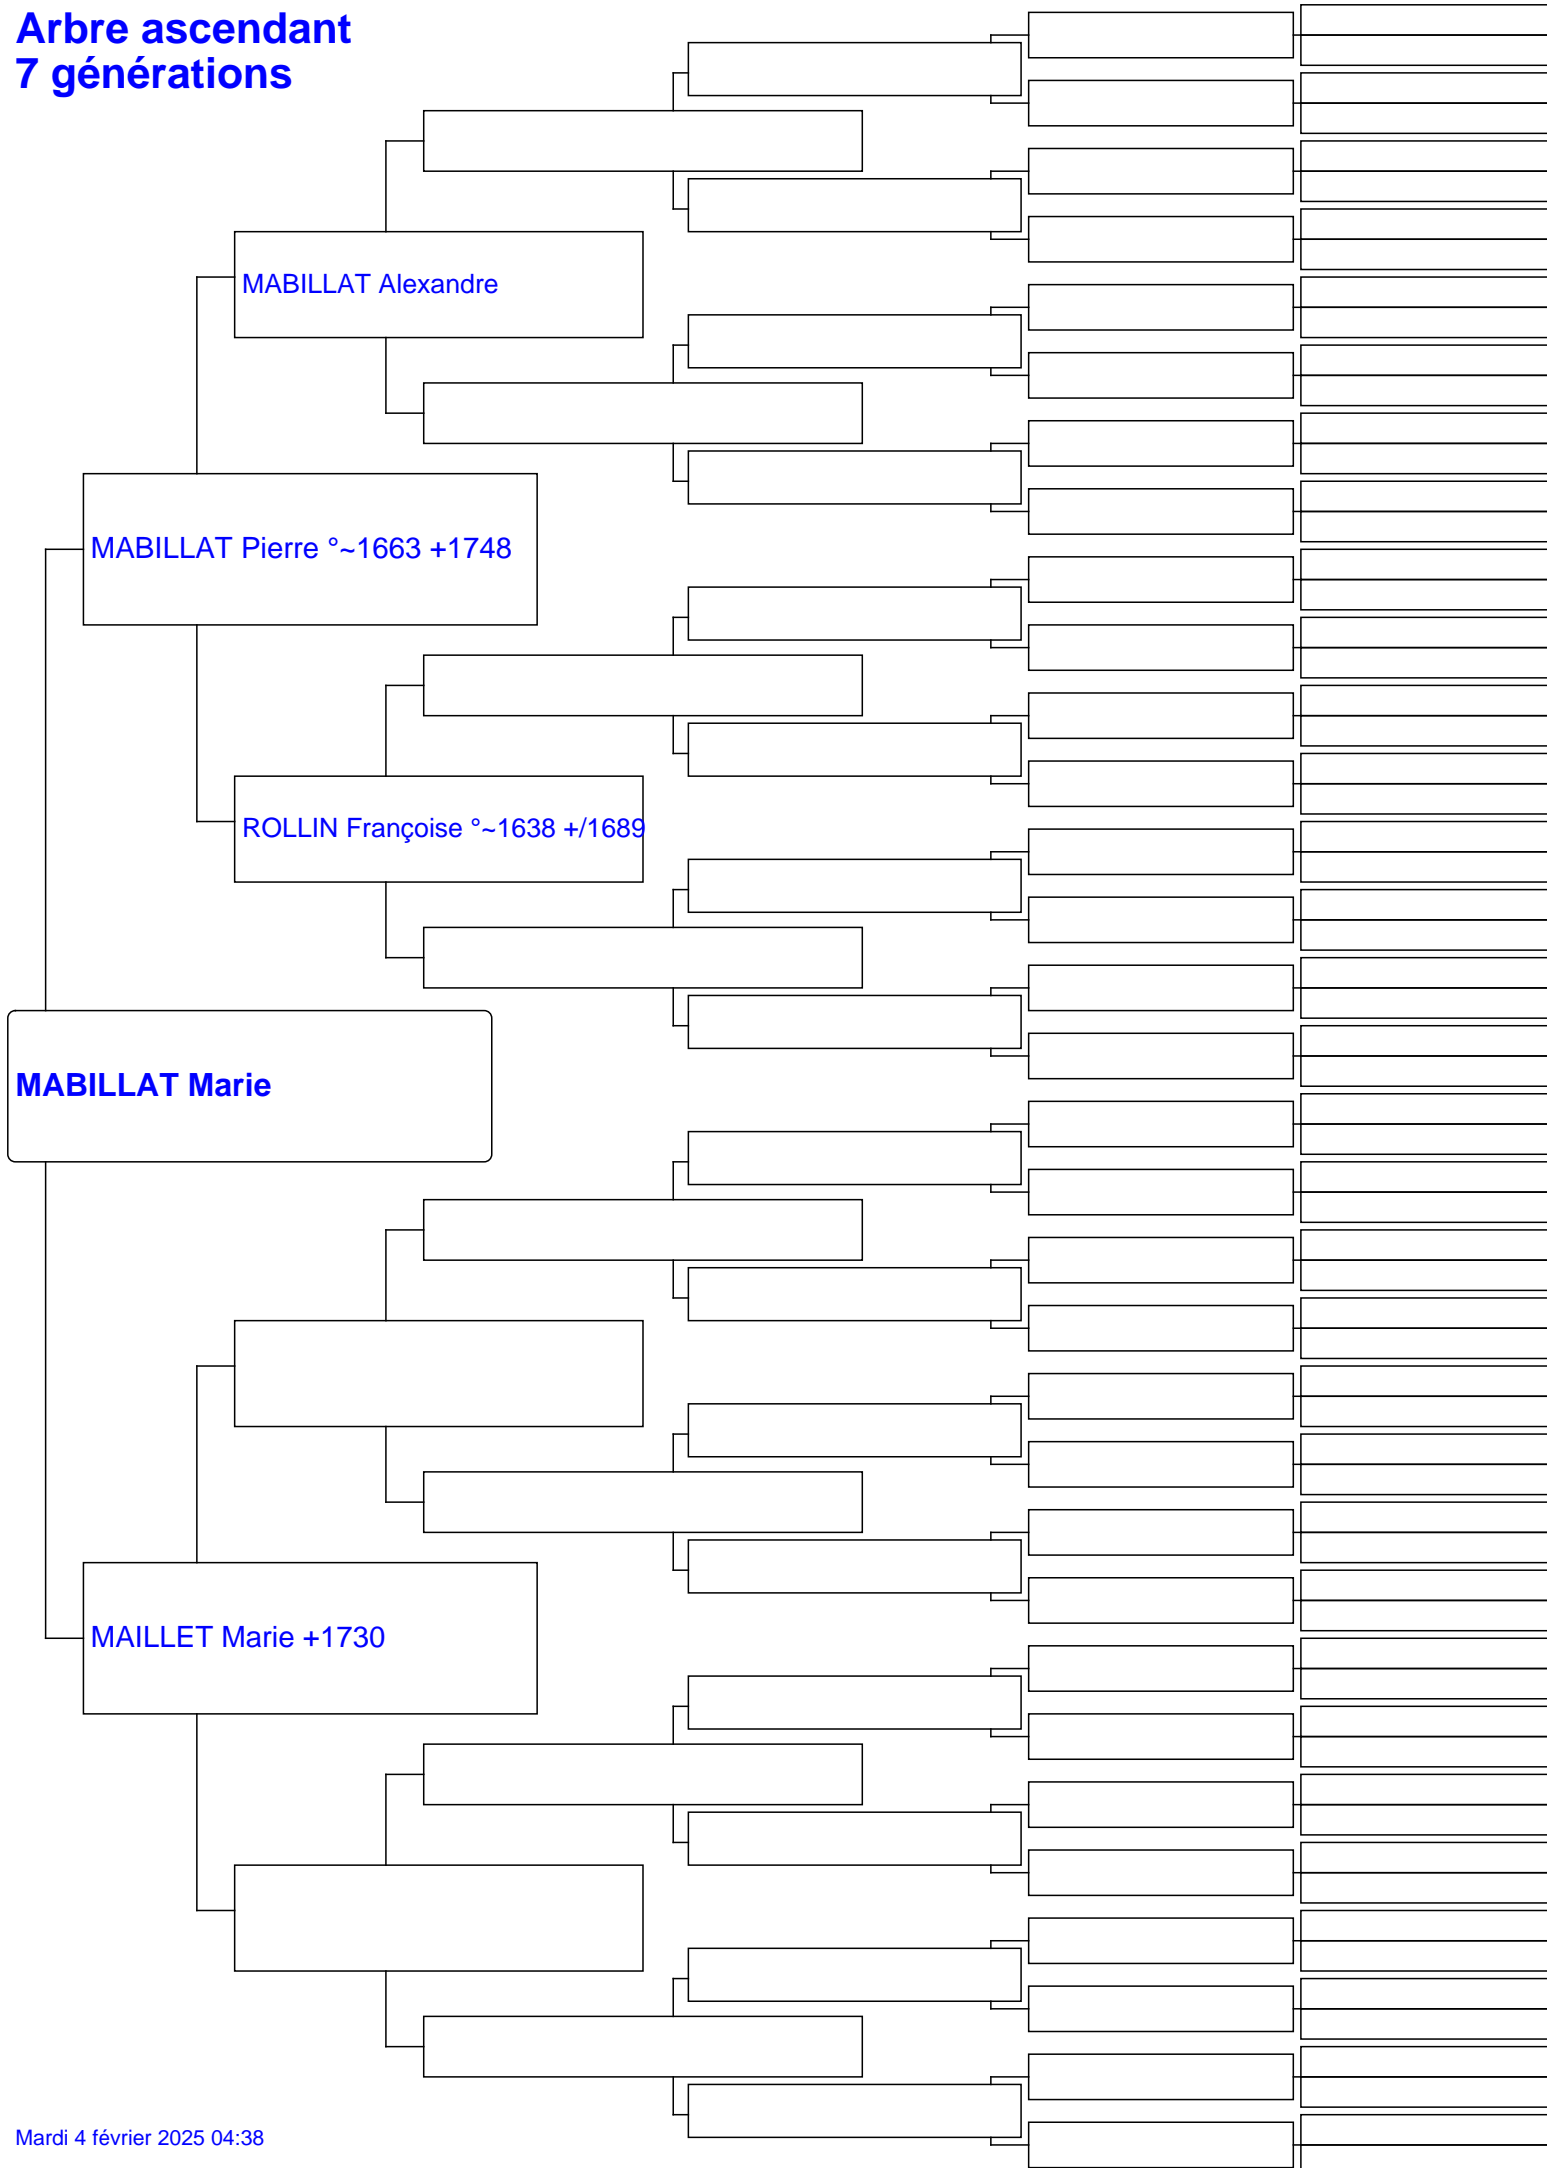 Arbre ascendant
7 générations
MABILLAT Alexandre
MABILLAT Pierre °~1663 +1748
ROLLIN Françoise °~1638 +/1689
MABILLAT Marie
MAILLET Marie +1730
Mardi 4 février 2025 04:38